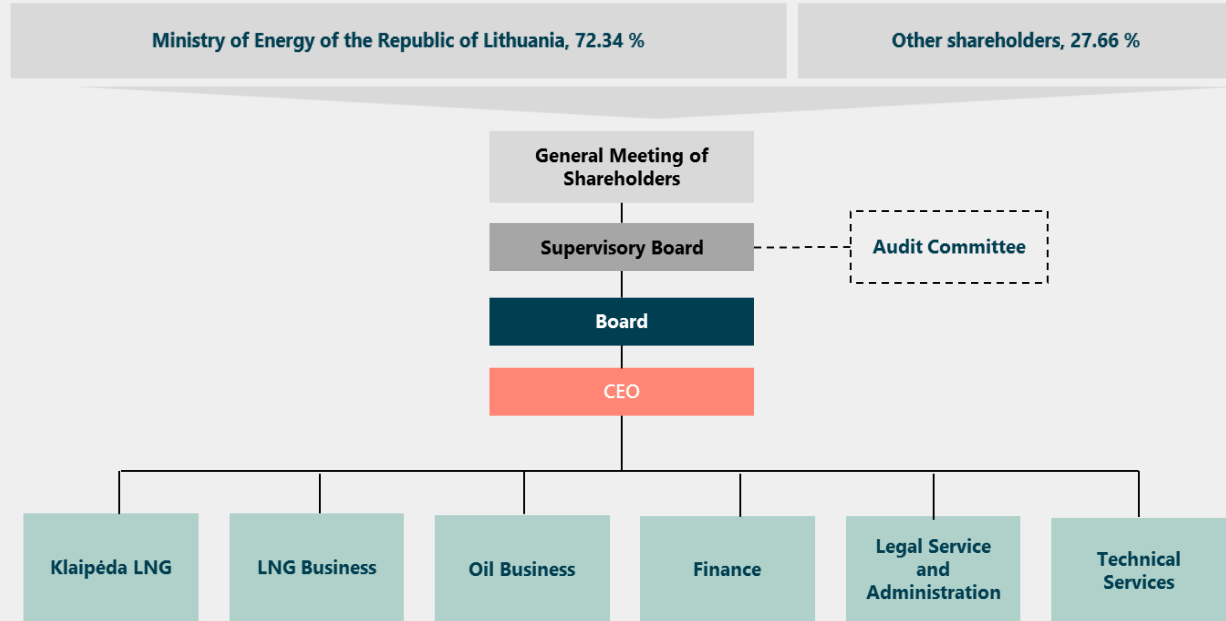 Ministry of Energy of the Republic of Lithuania, 72.34 %
Other shareholders, 27.66 %
General Meeting of
Shareholders
Supervisory Board
Audit Committee
Board
CEO
Klaipėda LNG
LNG Business
Oil Business
Finance
Legal Service
and
Administration
Technical
Services